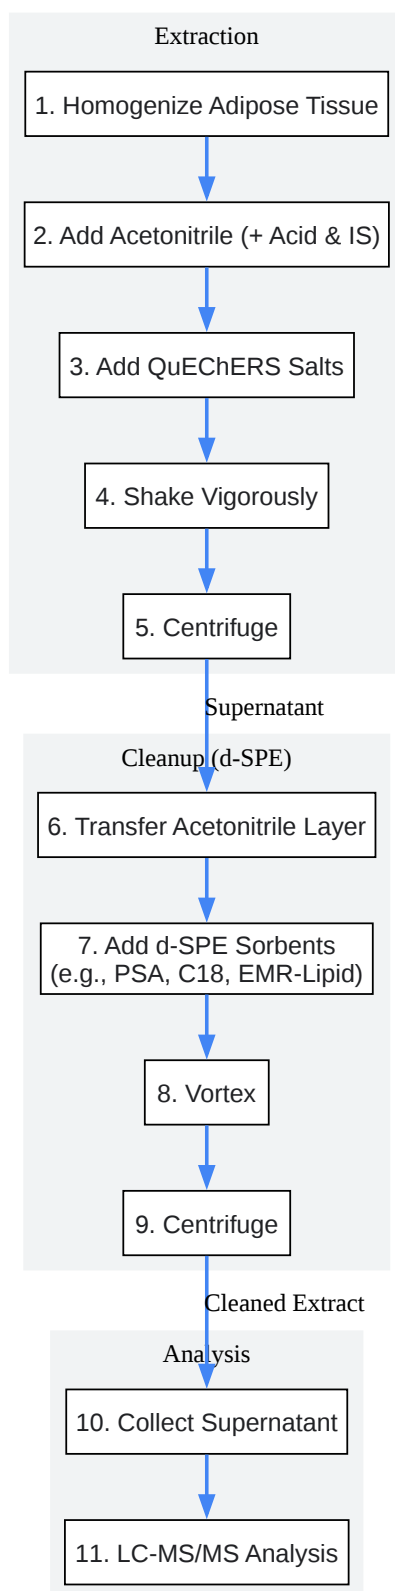 Extraction
1. Homogenize Adipose Tissue
2. Add Acetonitrile (+ Acid & IS)
3. Add QuEChERS Salts
4. Shake Vigorously
5. Centrifuge
Supernatant
Cleanup (d-SPE)
6. Transfer Acetonitrile Layer
7. Add d-SPE Sorbents
(e.g., PSA, C18, EMR-Lipid)
8. Vortex
9. Centrifuge
Cleaned Extract
Analysis
10. Collect Supernatant
11. LC-MS/MS Analysis